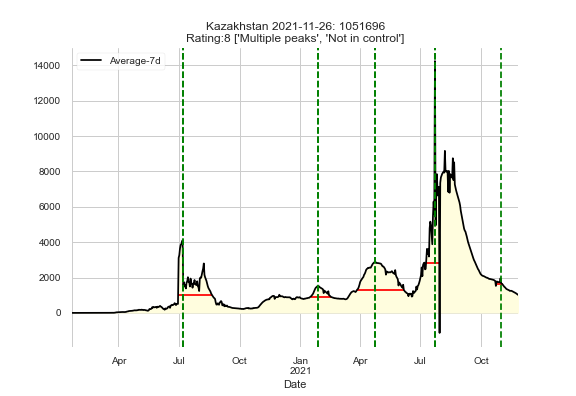 Kazakhstan 2021-11-26: 1051696
Rating:8 ['Multiple peaks', 'Not in control']
Average-7d
14000
12000
10000
8000
6000
4000
2000
0
Apr Jul Oct Jan Apr Jul Oct
2021
Date